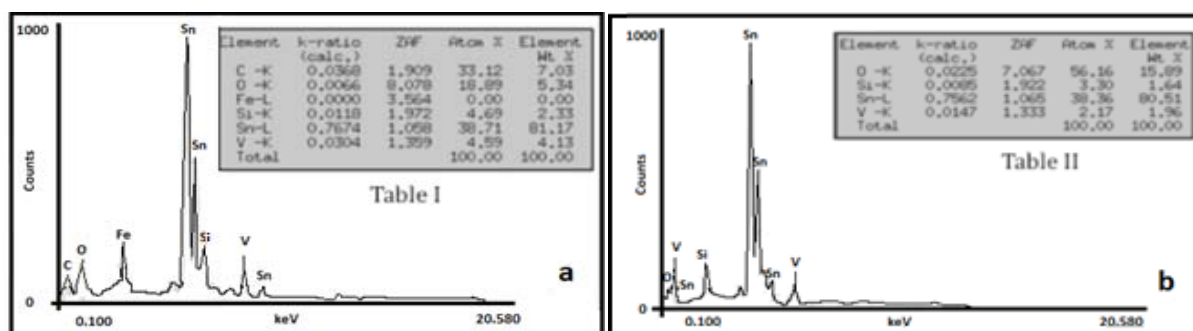 1000
Sn
Element k-ratio ZAF Atom % Element
(calc.) Wt %
C -K 0.0368 1.909 33.12 7.03
O -K 0.0066 8.078 18.89 5.34
Fe-L 0.0000 3.564 0.00 0.00
Si-K 0.0118 1.972 4.69 2.33
Sn-L 0.7674 1.058 38.71 81.17
V -K 0.0304 1.359 4.59 4.13
Total 100.00 100.00
Sn
Table I
Counts
C O Fe Si V Sn
a
0
0.100 keV 20.580
1000
Sn
Element k-ratio ZAF Atom % Element
(calc.) Wt %
O -K 0.0225 7.067 56.16 15.89
Si-K 0.0085 1.922 3.30 1.64
Sn-L 0.7562 1.065 38.36 80.51
V -K 0.0147 1.333 2.17 1.96
Total 100.00 100.00
Sn
Table II
Counts
O V Sn Si Sn V
b
0
0.100 keV 20.580